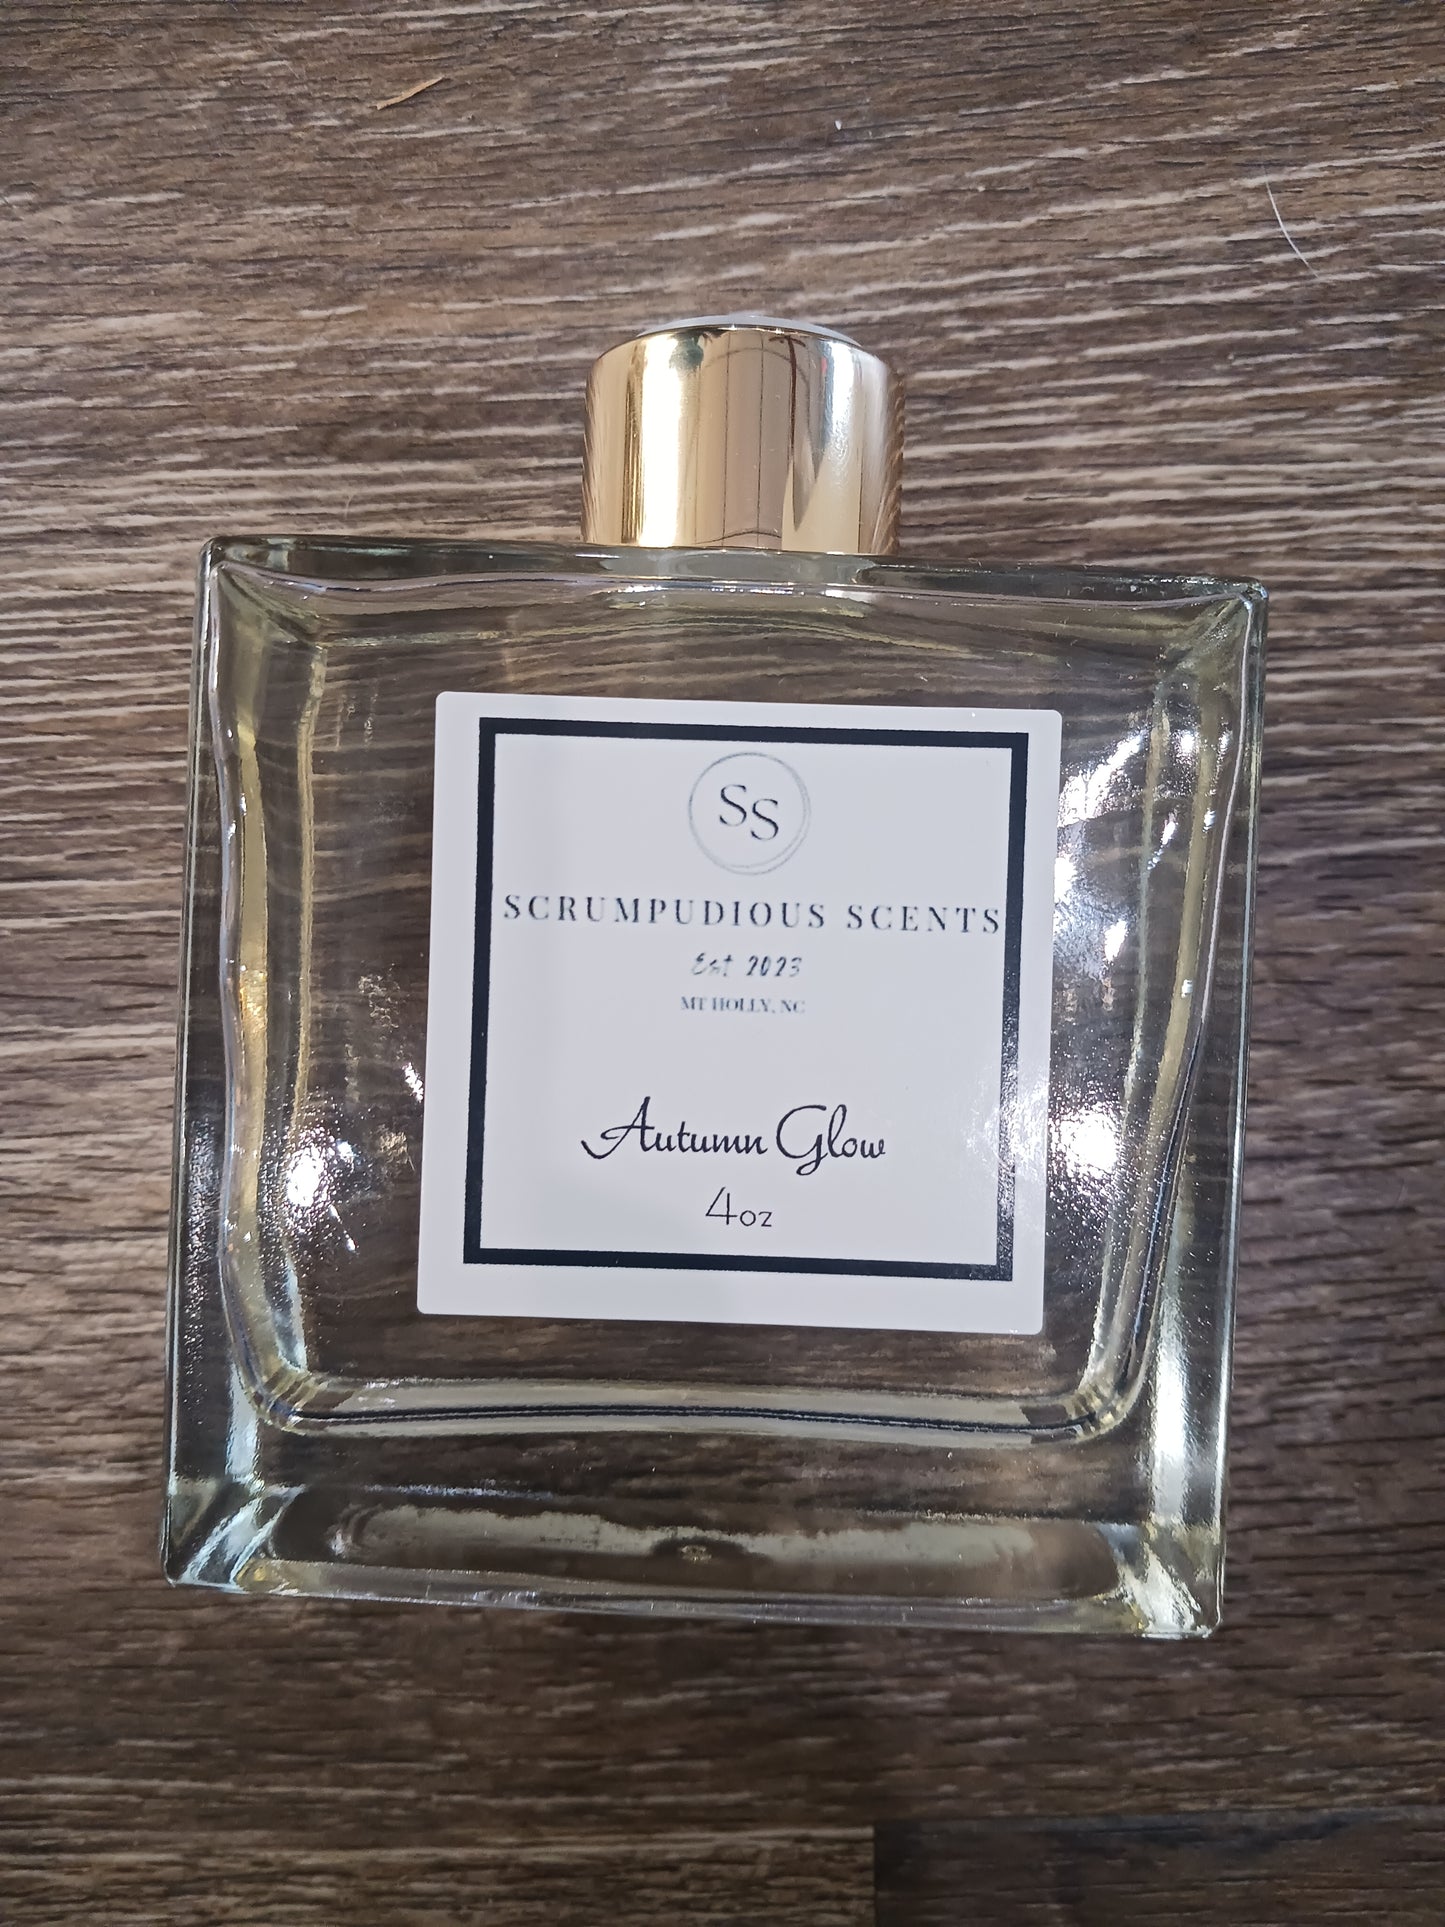 SS
SCRUMPUDIOUS SCENTS
Est 2023
MT HOLLY, NC
Autumn Glow
4oz